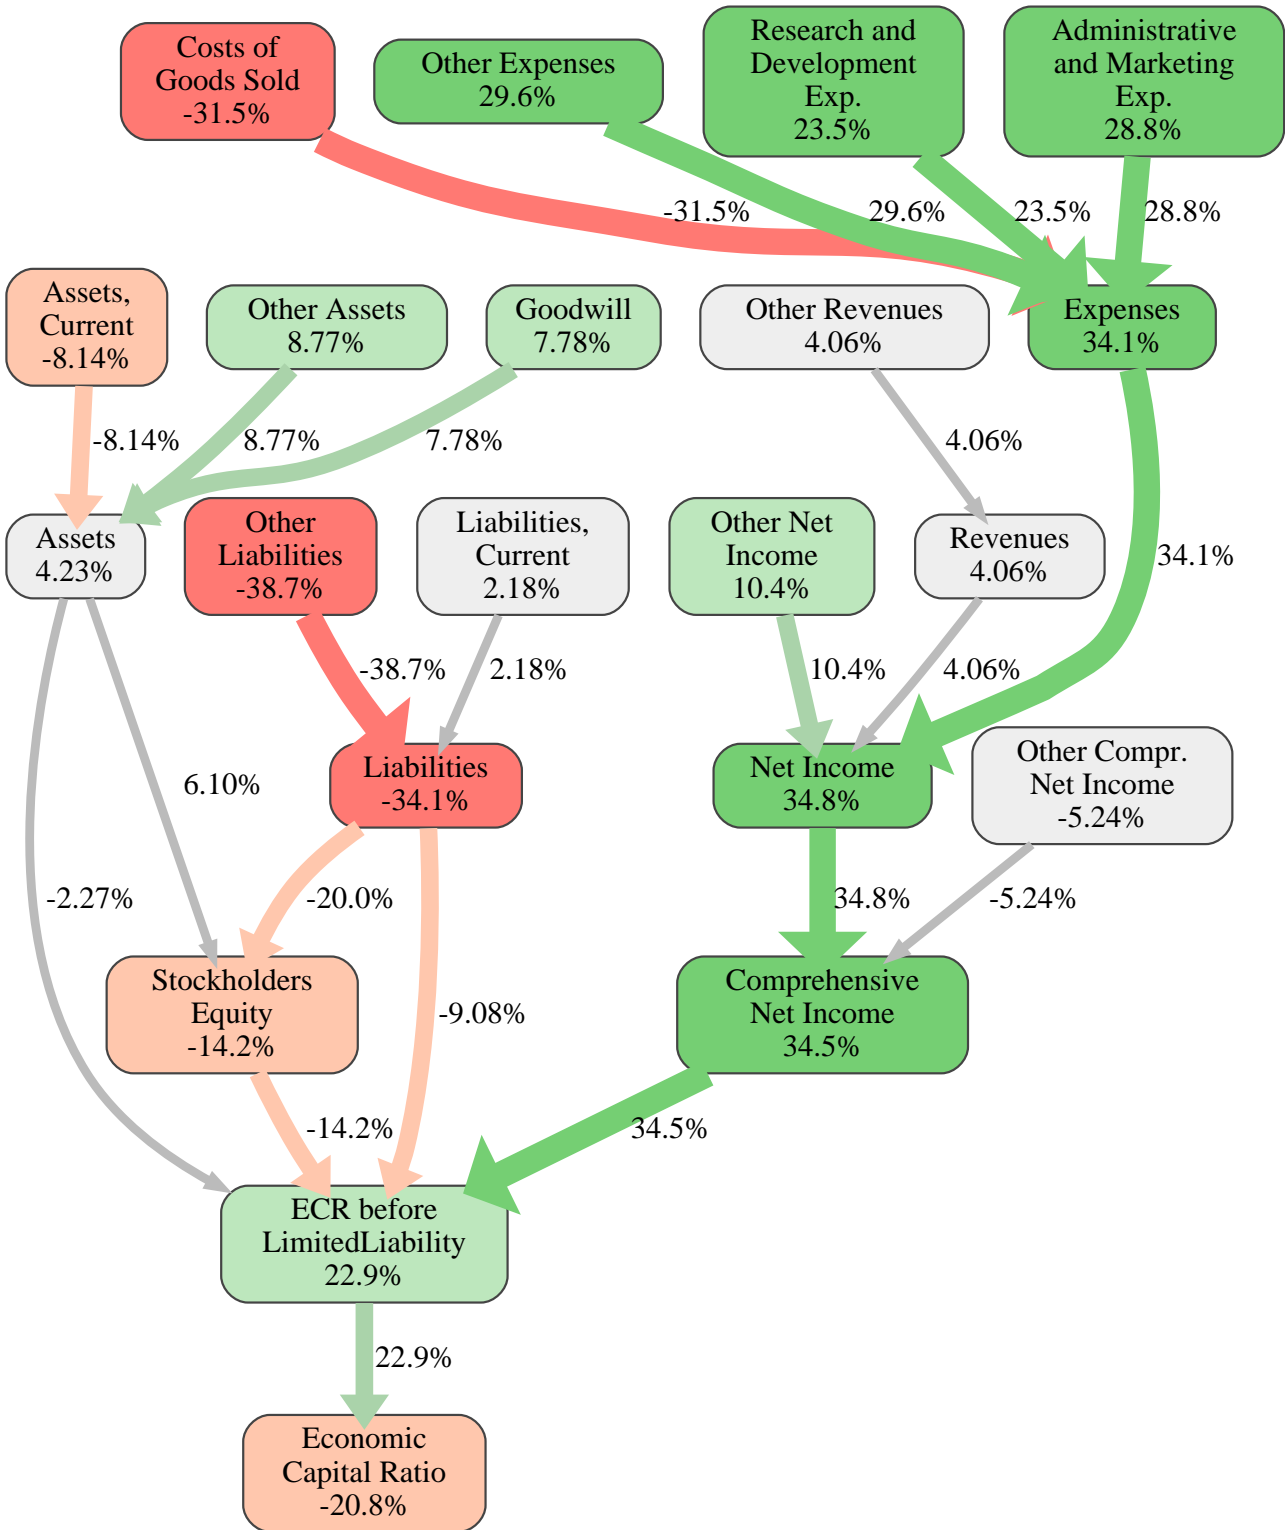 Costs of
Goods Sold
-31.5%
Other Expenses
29.6%
Research and
Development
Exp.
23.5%
Administrative
and Marketing
Exp.
28.8%
-31.5%
29.6%
23.5%
28.8%
Assets,
Current
-8.14%
Other Assets
8.77%
Goodwill
7.78%
Other Revenues
4.06%
Expenses
34.1%
-8.14%
8.77%
7.78%
4.06%
Assets
4.23%
Other
Liabilities
-38.7%
Liabilities,
Current
2.18%
Other Net
Income
10.4%
Revenues
4.06%
34.1%
-38.7%
2.18%
10.4%
4.06%
Liabilities
-34.1%
Net Income
34.8%
Other Compr.
Net Income
-5.24%
6.10%
-2.27%
-20.0%
34.8%
-5.24%
Stockholders
Equity
-14.2%
-9.08%
Comprehensive
Net Income
34.5%
-14.2%
34.5%
ECR before
LimitedLiability
22.9%
22.9%
Economic
Capital Ratio
-20.8%